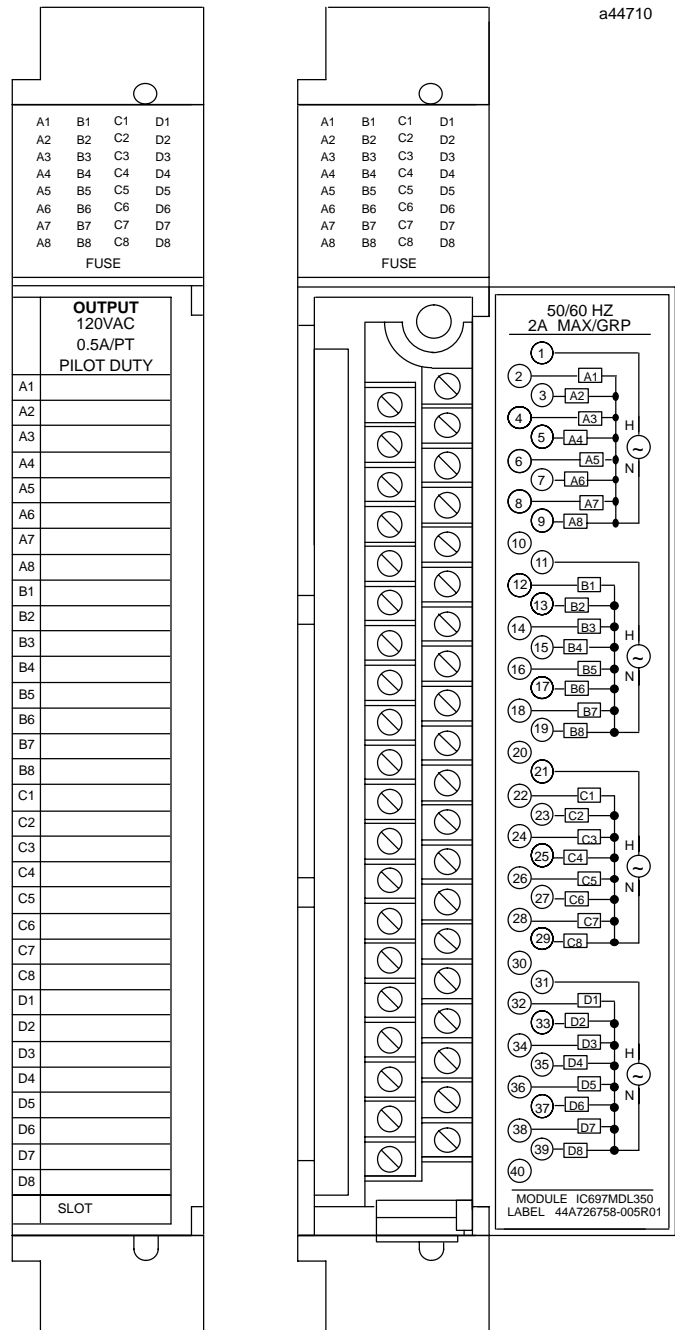 a44710
A1 B1 C1 D1
A2 B2 C2 D2
A3 B3 C3 D3
A4 B4 C4 D4
A5 B5 C5 D5
A6 B6 C6 D6
A7 B7 C7 D7
A8 B8 C8 D8
FUSE
OUTPUT
120VAC
0.5A/PT
PILOT DUTY
A1
A2
A3
A4
A5
A6
A7
A8
B1
B2
B3
B4
B5
B6
B7
B8
C1
C2
C3
C4
C5
C6
C7
C8
D1
D2
D3
D4
D5
D6
D7
D8
SLOT
A1 B1 C1 D1
A2 B2 C2 D2
A3 B3 C3 D3
A4 B4 C4 D4
A5 B5 C5 D5
A6 B6 C6 D6
A7 B7 C7 D7
A8 B8 C8 D8
FUSE
50/60 HZ
2A MAX/GRP
1
2 A1
3 A2
4 A3
H
5 A4
~
6 A5
N
7 A6
8 A7
9 A8
10
11
12 B1
13 B2
14 B3
H
15 B4
~
16 B5
N
17 B6
18 B7
19 B8
20
21
22 C1
23 C2
24 C3
H
25 C4
~
26 C5
N
27 C6
28 C7
29 C8
30
31
32 D1
33 D2
34 D3
H
35 D4
~
36 D5
N
37 D6
38 D7
39 D8
40
MODULE IC697MDL350
LABEL 44A726758-005R01